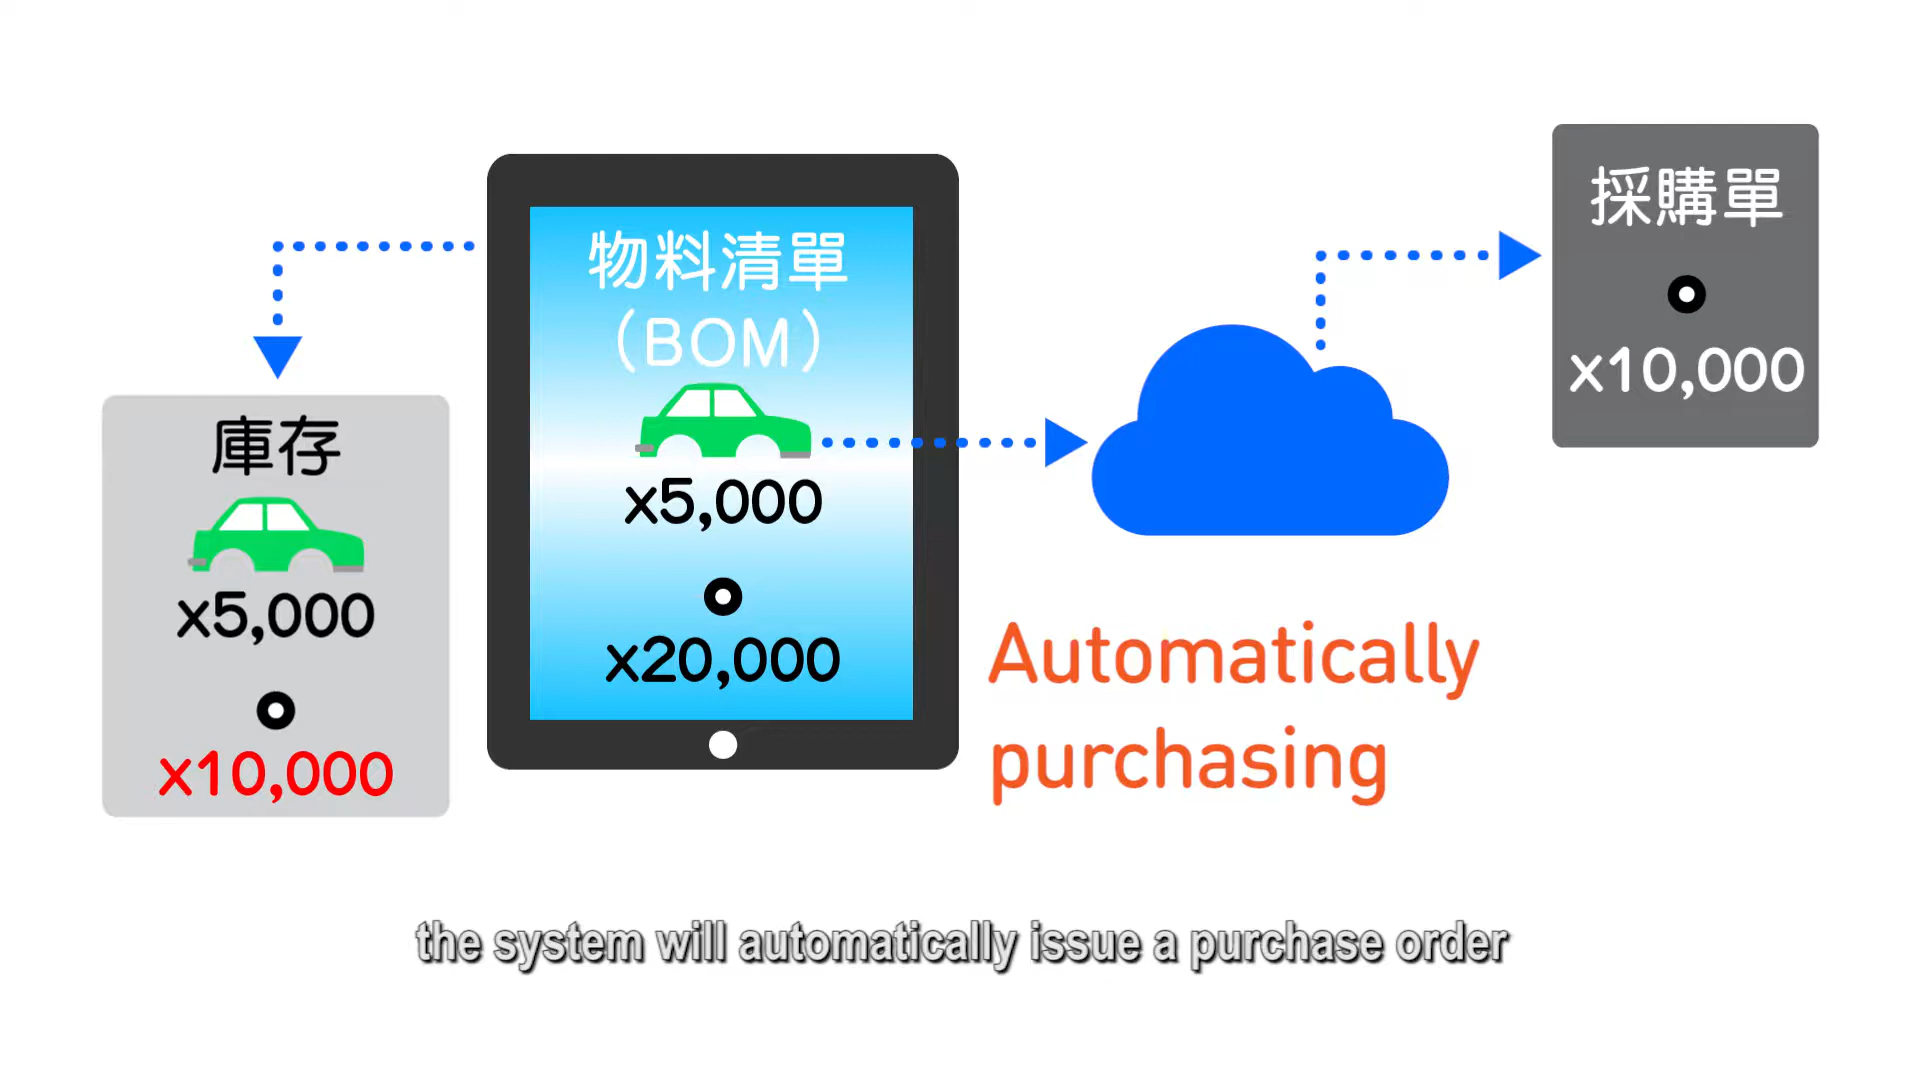 庫存
x5,000
x10,000
物料清單
（BOM）
x5,000
x20,000
採購單
x10,000
Automatically
purchasing
the system will automatically issue a purchase order